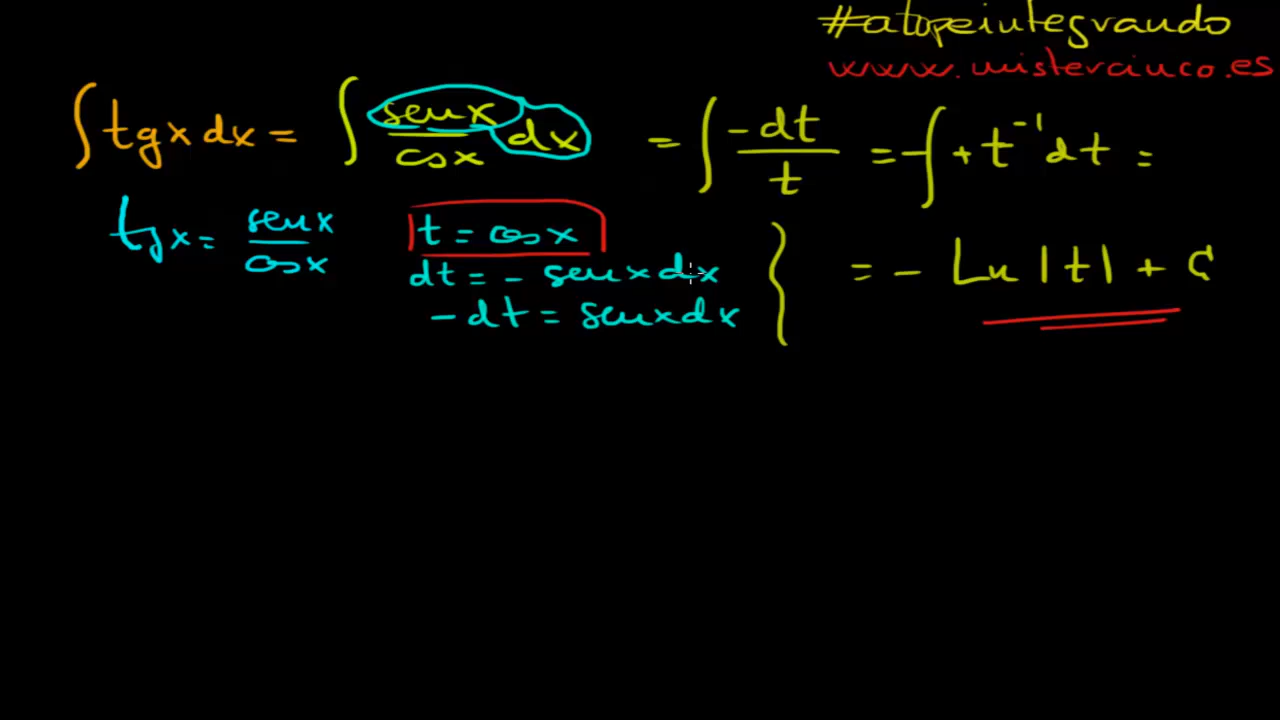 #atopeintegrando
www.mistercinco.es
∫ tgx dx = ∫ senx/cosx dx = ∫ -dt/t = -∫ + t⁻¹ dt =
tgx = senx/cosx
t = cosx
dt = - senx dx
-dt = senx dx
= - Ln |t| + C